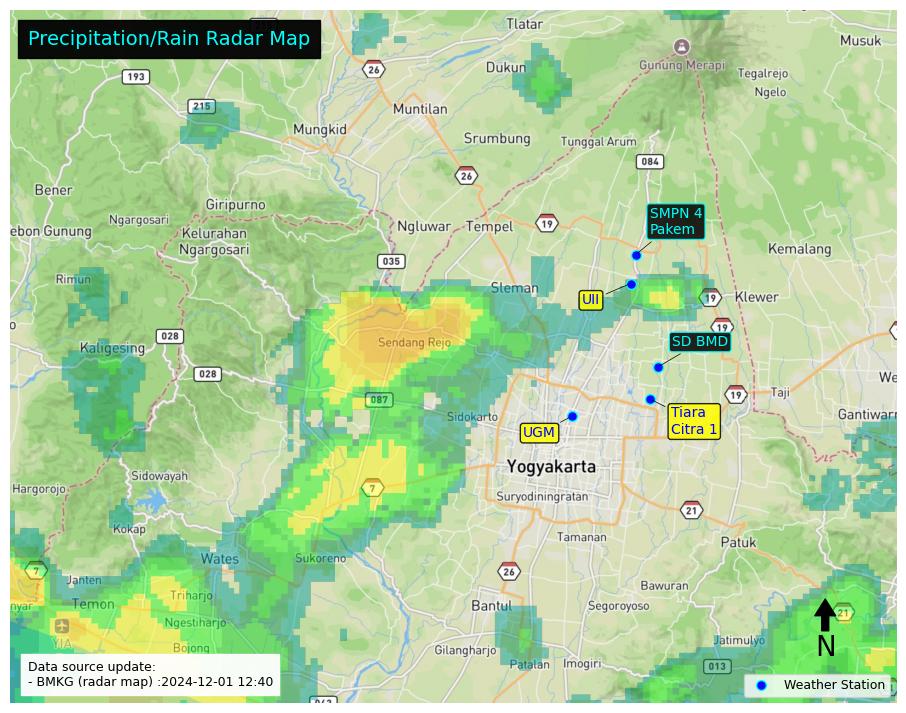 Precipitation/Rain Radar Map
Tlatar
Musuk
26
Dukun
Gunung Merapi
193
Tegalrejo
Ngelo
215
Muntilan
Mungkid
Srumbung
Tunggal Arum
084
26
Bener
Giripurno
SMPN 4
Pakem
Ngargosari
ebon Gunung
Kelurahan
Ngargosari
Ngluwar
Tempel
19
Kemalang
035
Rimun
Sleman
UII
19
Klewer
19
028
Kaligesing
Sendang Rejo
SD BMD
028
087
19
Taji
We
Sidokarto
Tiara
Citra 1
Gantiwarn
UGM
Yogyakarta
Sidowayah
Hargorojo
7
Suryodiningratan
21
Kokap
Tamanan
Patuk
Wates
Sukoreno
7
26
Janten
Bawuran
Triharjo
nyar
Temon
Bantul
Segoroyoso
21
Ngestiharjo
YIA
Bojong
Gilangharjo
Jatimulyo
N
Patalan
Imogiri
013
Data source update:
- BMKG (radar map) :2024-12-01 12:40
Weather Station